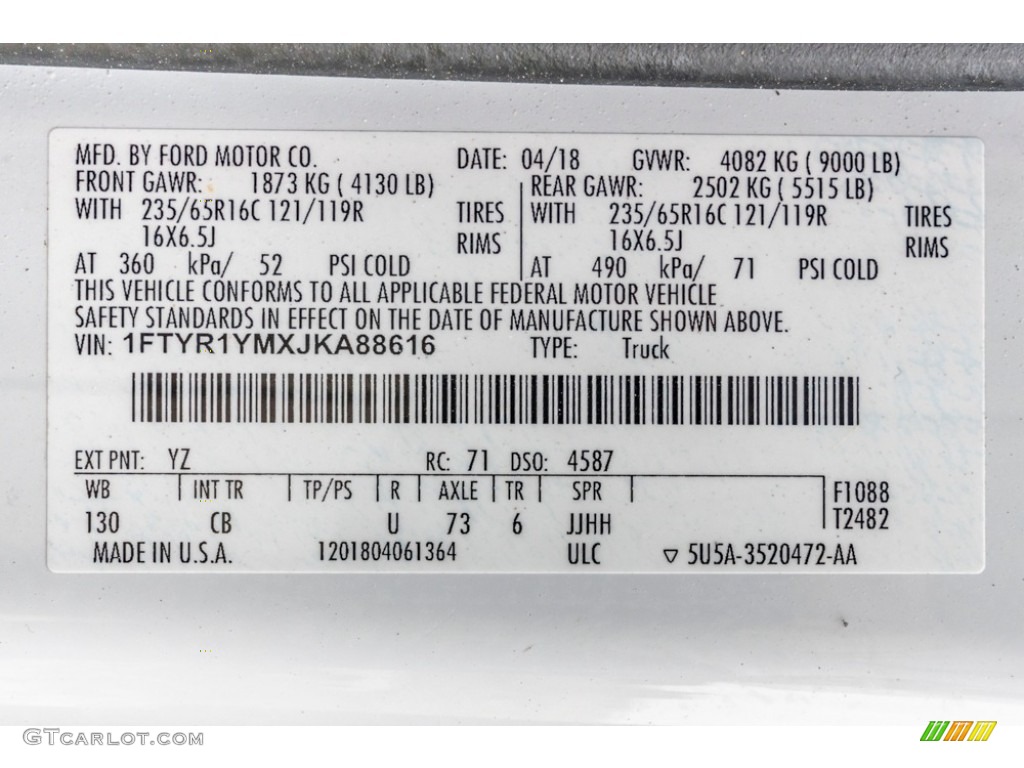 MFD. BY FORD MOTOR CO. DATE: 04/18 GVWR: 4082 KG ( 9000 LB)
FRONT GAWR: 1873 KG ( 4130 LB) REAR GAWR: 2502 KG ( 5515 LB)
WITH 235/65R16C 121/119R TIRES WITH 235/65R16C 121/119R TIRES
16X6.5J RIMS 16X6.5J RIMS
AT 360 kPa/ 52 PSI COLD AT 490 kPa/ 71 PSI COLD
THIS VEHICLE CONFORMS TO ALL APPLICABLE FEDERAL MOTOR VEHICLE
SAFETY STANDARDS IN EFFECT ON THE DATE OF MANUFACTURE SHOWN ABOVE.
VIN: 1FTYR1YMXJKA88616 TYPE: Truck
EXT PNT: YZ RC: 71 DSO: 4587
WB INT TR TP/PS R AXLE TR SPR F1088
130 CB U 73 6 JJHH T2482
MADE IN U.S.A. 1201804061364 ULC ▽ 5U5A-3520472-AA
GTCARLOT.COM